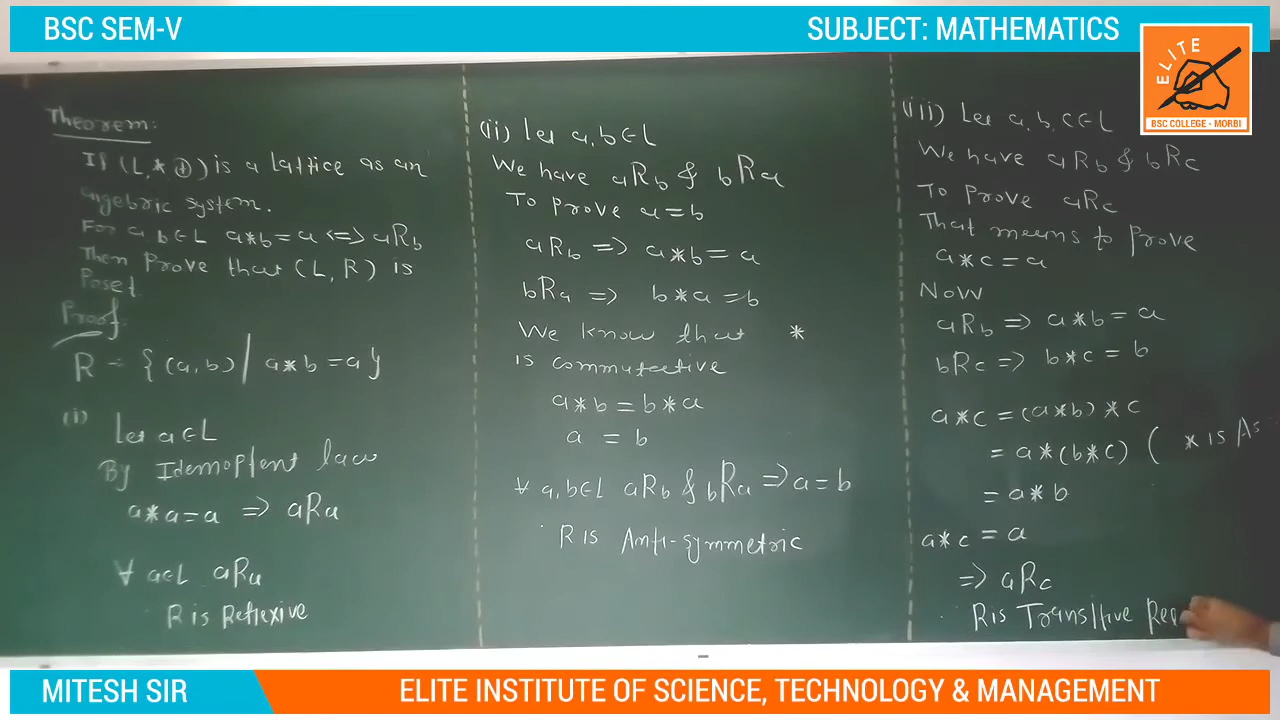 BSC SEM-V
SUBJECT: MATHEMATICS
ELITE
BSC COLLEGE - MORBI
Theorem:
If (L, * ⊕) is a lattice as an
algebric system.
For a b∈L a*b=a <=> aRb
Then Prove that (L, R) is
Poset
Proof:
R = {(a,b) | a*b=a}
(i)
Let a∈L
By Idempotent law
a*a=a => aRa
∀ a∈L aRa
R is Reflexive
(ii) Let a, b∈L
We have aRb & bRa
To Prove a=b
aRb => a*b=a
bRa => b*a=b
We know that *
is commutative
a*b=b*a
a = b
∀ a,b∈L aRb & bRa => a=b
R is Anti-symmetric
(iii) Let a, b, c∈L
We have aRb & bRc
To Prove aRc
That means to Prove
a*c=a
Now
aRb => a*b=a
bRc => b*c=b
a*c=(a*b)*c
=a*(b*c) ( * is As
=a*b
a*c=a
=> aRc
R is Transitive
MITESH SIR
ELITE INSTITUTE OF SCIENCE, TECHNOLOGY & MANAGEMENT